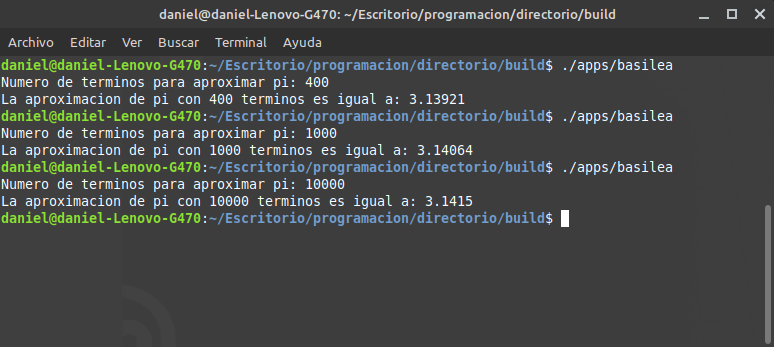 daniel@daniel-Lenovo-G470: ~/Escritorio/programacion/directorio/build
Archivo Editar Ver Buscar Terminal Ayuda
daniel@daniel-Lenovo-G470:~/Escritorio/programacion/directorio/build$ ./apps/basilea
Numero de terminos para aproximar pi: 400
La aproximacion de pi con 400 terminos es igual a: 3.13921
daniel@daniel-Lenovo-G470:~/Escritorio/programacion/directorio/build$ ./apps/basilea
Numero de terminos para aproximar pi: 1000
La aproximacion de pi con 1000 terminos es igual a: 3.14064
daniel@daniel-Lenovo-G470:~/Escritorio/programacion/directorio/build$ ./apps/basilea
Numero de terminos para aproximar pi: 10000
La aproximacion de pi con 10000 terminos es igual a: 3.1415
daniel@daniel-Lenovo-G470:~/Escritorio/programacion/directorio/build$